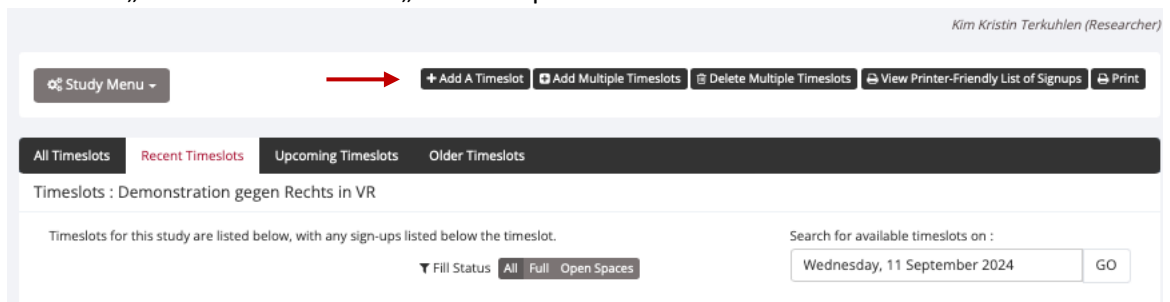 Kim Kristin Terkuhlen (Researcher)
Study Menu
+ Add A Timeslot Add Multiple Timeslots Delete Multiple Timeslots View Printer-Friendly List of Signups Print
All Timeslots Recent Timeslots Upcoming Timeslots Older Timeslots
Timeslots : Demonstration gegen Rechts in VR
Timeslots for this study are listed below, with any sign-ups listed below the timeslot. Search for available timeslots on :
Fill Status All Full Open Spaces Wednesday, 11 September 2024 GO